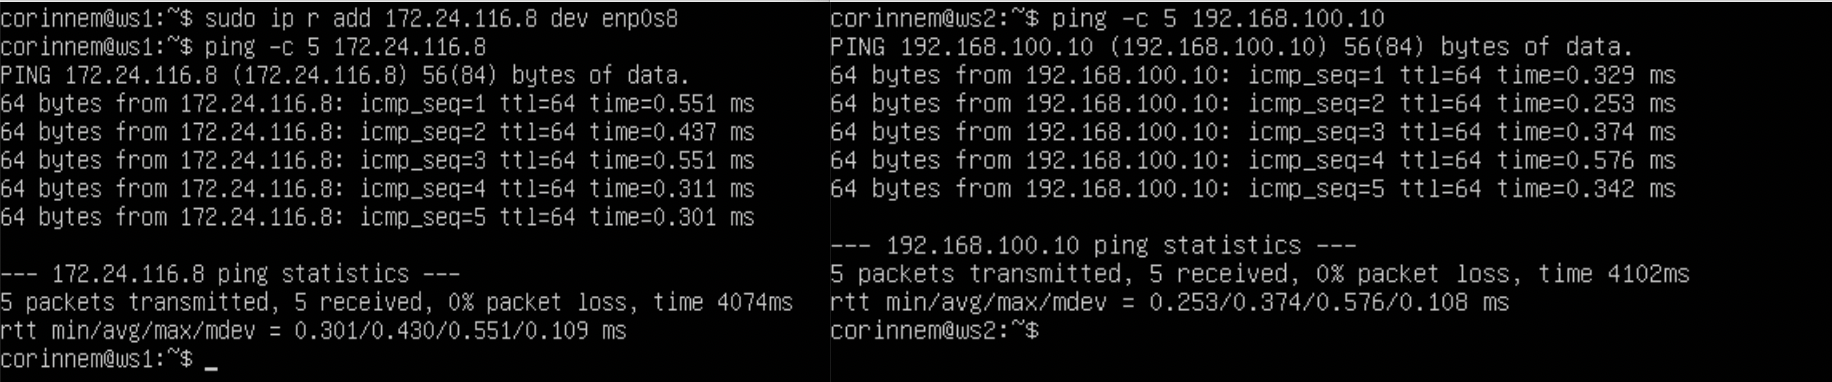 corinnem@ws1:~$ sudo ip r add 172.24.116.8 dev enp0s8
corinnem@ws1:~$ ping -c 5 172.24.116.8
PING 172.24.116.8 (172.24.116.8) 56(84) bytes of data.
64 bytes from 172.24.116.8: icmp_seq=1 ttl=64 time=0.551 ms
64 bytes from 172.24.116.8: icmp_seq=2 ttl=64 time=0.437 ms
64 bytes from 172.24.116.8: icmp_seq=3 ttl=64 time=0.551 ms
64 bytes from 172.24.116.8: icmp_seq=4 ttl=64 time=0.311 ms
64 bytes from 172.24.116.8: icmp_seq=5 ttl=64 time=0.301 ms
--- 172.24.116.8 ping statistics ---
5 packets transmitted, 5 received, 0% packet loss, time 4074ms
rtt min/avg/max/mdev = 0.301/0.430/0.551/0.109 ms
corinnem@ws1:~$ _
corinnem@ws2:~$ ping -c 5 192.168.100.10
PING 192.168.100.10 (192.168.100.10) 56(84) bytes of data.
64 bytes from 192.168.100.10: icmp_seq=1 ttl=64 time=0.329 ms
64 bytes from 192.168.100.10: icmp_seq=2 ttl=64 time=0.253 ms
64 bytes from 192.168.100.10: icmp_seq=3 ttl=64 time=0.374 ms
64 bytes from 192.168.100.10: icmp_seq=4 ttl=64 time=0.576 ms
64 bytes from 192.168.100.10: icmp_seq=5 ttl=64 time=0.342 ms
--- 192.168.100.10 ping statistics ---
5 packets transmitted, 5 received, 0% packet loss, time 4102ms
rtt min/avg/max/mdev = 0.253/0.374/0.576/0.108 ms
corinnem@ws2:~$